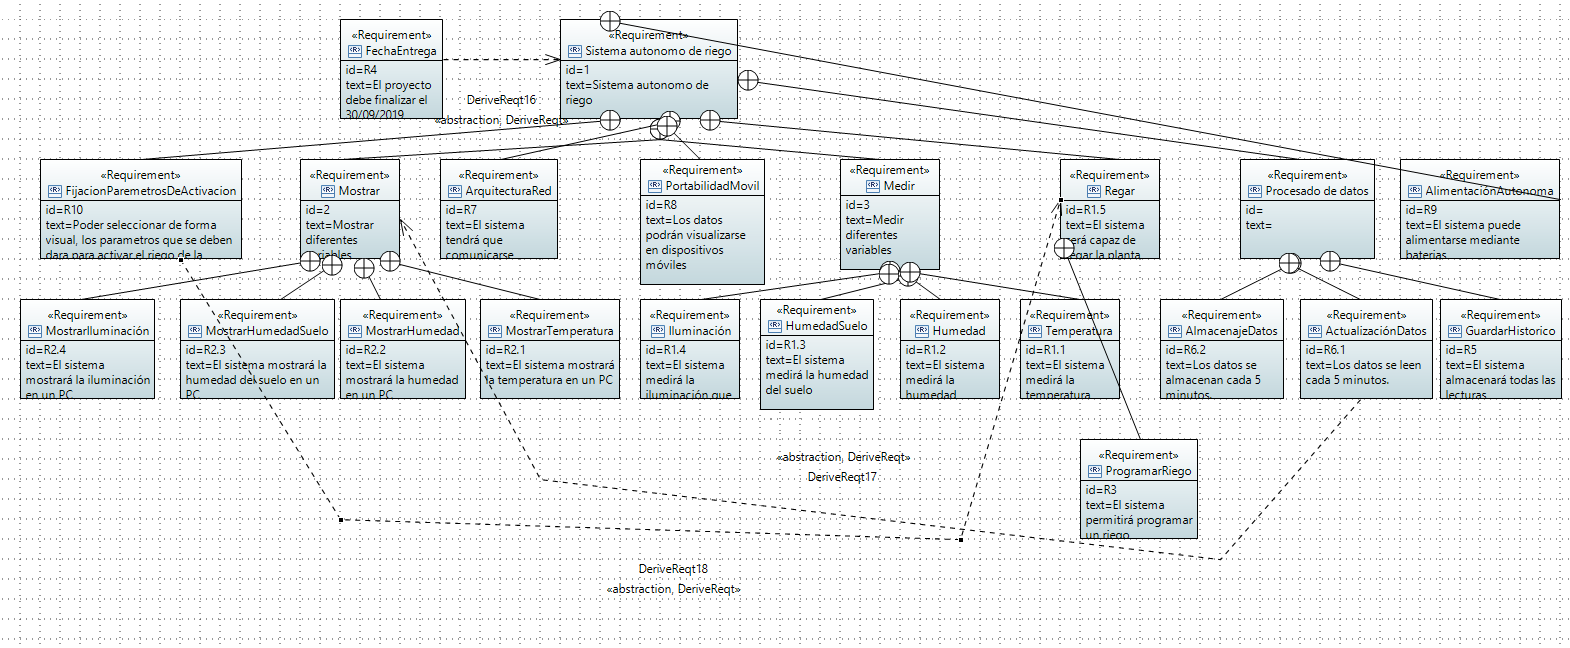 «Requirement»
FechaEntrega
id=R4
text=El proyecto
debe finalizar el
30/09/2019
«Requirement»
Sistema autonomo de riego
id=1
text=Sistema autonomo de
riego
DeriveReqt16
«abstraction, DeriveReqt»
«Requirement»
FijacionParemetrosDeActivacion
id=R10
text=Poder seleccionar de forma
visual, los parametros que se deben
dara para activar el riego de la
«Requirement»
Mostrar
id=2
text=Mostrar
diferentes
variables
«Requirement»
ArquitecturaRed
id=R7
text=El sistema
tendrá que
comunicarse
«Requirement»
PortabilidadMovil
id=R8
text=Los datos
podrán visualizarse
en dispositivos
móviles
«Requirement»
Medir
id=3
text=Medir
diferentes
variables
«Requirement»
Regar
id=R1.5
text=El sistema
será capaz de
regar la planta
«Requirement»
Procesado de datos
id=
text=
«Requirement»
AlimentaciónAutonoma
id=R9
text=El sistema puede
alimentarse mediante
baterias.
«Requirement»
MostrarIluminación
id=R2.4
text=El sistema
mostrará la iluminación
en un PC
«Requirement»
MostrarHumedadSuelo
id=R2.3
text=El sistema mostrará la
humedad del suelo en un
PC
«Requirement»
MostrarHumedad
id=R2.2
text=El sistema
mostrará la humedad
en un PC
«Requirement»
MostrarTemperatura
id=R2.1
text=El sistema mostrará
la temperatura en un PC
«Requirement»
Iluminación
id=R1.4
text=El sistema
medirá la
iluminación que
«Requirement»
HumedadSuelo
id=R1.3
text=El sistema
medirá la humedad
del suelo
«Requirement»
Humedad
id=R1.2
text=El sistema
medirá la
humedad
«Requirement»
Temperatura
id=R1.1
text=El sistema
medirá la
temperatura
«Requirement»
AlmacenajeDatos
id=R6.2
text=Los datos se
almacenan cada 5
minutos.
«Requirement»
ActualizaciónDatos
id=R6.1
text=Los datos se leen
cada 5 minutos.
«Requirement»
GuardarHistorico
id=R5
text=El sistema
almacenará todas las
lecturas
«abstraction, DeriveReqt»
DeriveReqt17
«Requirement»
ProgramarRiego
id=R3
text=El sistema
permitirá programar
un riego
DeriveReqt18
«abstraction, DeriveReqt»